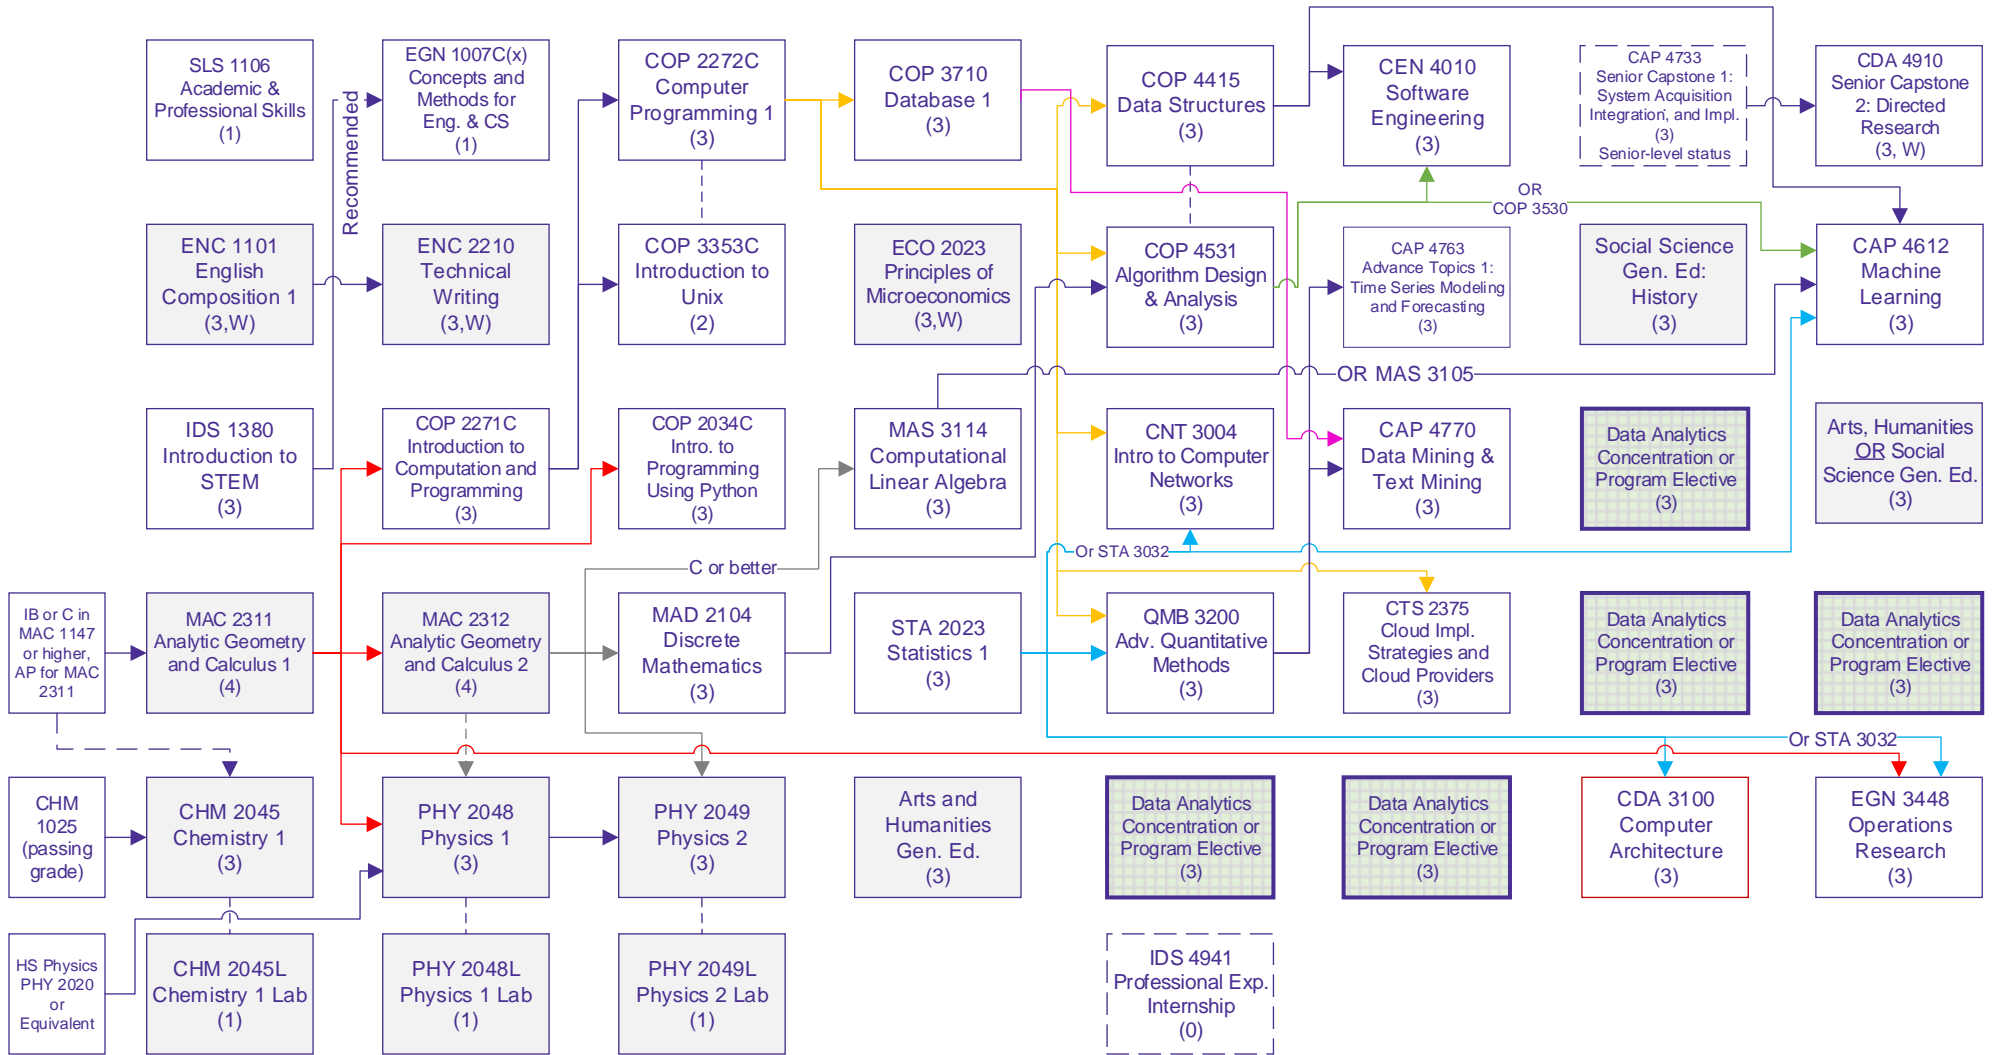 SLS 1106
Academic &
Professional Skills
(1)
EGN 1007C(x)
Concepts and
Methods for
Eng. & CS
(1)
COP 2272C
Computer
Programming 1
(3)
COP 3710
Database 1
(3)
COP 4415
Data Structures
(3)
CEN 4010
Software
Engineering
(3)
CAP 4733
Senior Capstone 1:
System Acquisition
Integration, and Impl.
(3)
Senior-level status
CDA 4910
Senior Capstone
2: Directed
Research
(3, W)
Recommended
OR
COP 3530
ENC 1101
English
Composition 1
(3,W)
ENC 2210
Technical
Writing
(3,W)
COP 3353C
Introduction to
Unix
(2)
ECO 2023
Principles of
Microeconomics
(3,W)
COP 4531
Algorithm Design
& Analysis
(3)
CAP 4763
Advance Topics 1:
Time Series Modeling
and Forecasting
(3)
Social Science
Gen. Ed:
History
(3)
CAP 4612
Machine
Learning
(3)
OR MAS 3105
IDS 1380
Introduction to
STEM
(3)
COP 2271C
Introduction to
Computation and
Programming
(3)
COP 2034C
Intro. to
Programming
Using Python
(3)
MAS 3114
Computational
Linear Algebra
(3)
CNT 3004
Intro to Computer
Networks
(3)
CAP 4770
Data Mining &
Text Mining
(3)
Data Analytics
Concentration or
Program Elective
(3)
Arts, Humanities
OR Social
Science Gen. Ed.
(3)
C or better
Or STA 3032
IB or C in
MAC 1147
or higher,
AP for MAC
2311
MAC 2311
Analytic Geometry
and Calculus 1
(4)
MAC 2312
Analytic Geometry
and Calculus 2
(4)
MAD 2104
Discrete
Mathematics
(3)
STA 2023
Statistics 1
(3)
QMB 3200
Adv. Quantitative
Methods
(3)
CTS 2375
Cloud Impl.
Strategies and
Cloud Providers
(3)
Data Analytics
Concentration or
Program Elective
(3)
Data Analytics
Concentration or
Program Elective
(3)
Or STA 3032
CHM
1025
(passing
grade)
CHM 2045
Chemistry 1
(3)
PHY 2048
Physics 1
(3)
PHY 2049
Physics 2
(3)
Arts and
Humanities
Gen. Ed.
(3)
Data Analytics
Concentration or
Program Elective
(3)
Data Analytics
Concentration or
Program Elective
(3)
CDA 3100
Computer
Architecture
(3)
EGN 3448
Operations
Research
(3)
HS Physics
PHY 2020
or
Equivalent
CHM 2045L
Chemistry 1 Lab
(1)
PHY 2048L
Physics 1 Lab
(1)
PHY 2049L
Physics 2 Lab
(1)
IDS 4941
Professional Exp.
Internship
(0)